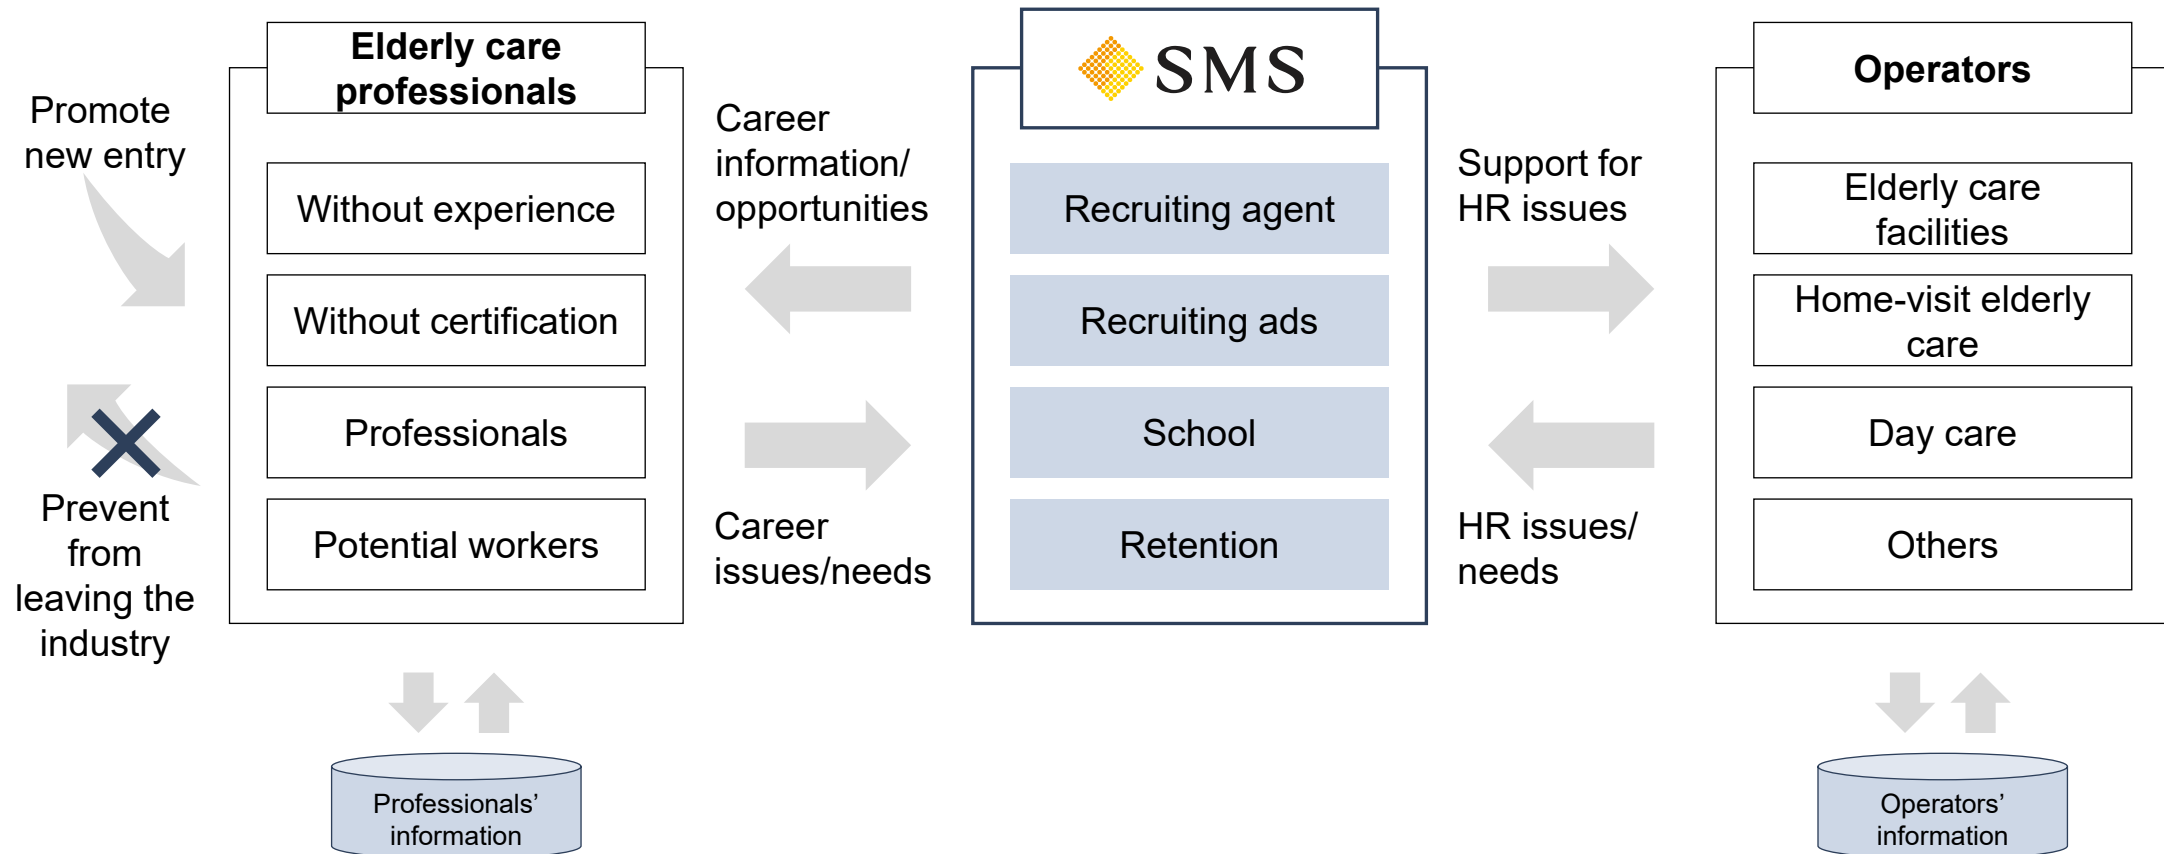 Promote
new entry
Prevent
from
leaving the
industry
Elderly care
professionals
Without experience
Without certification
Professionals
Potential workers
Professionals’
information
Career
information/
opportunities
Career
issues/needs
SMS
Recruiting agent
Recruiting ads
School
Retention
Support for
HR issues
HR issues/
needs
Operators
Elderly care
facilities
Home-visit elderly
care
Day care
Others
Operators’
information